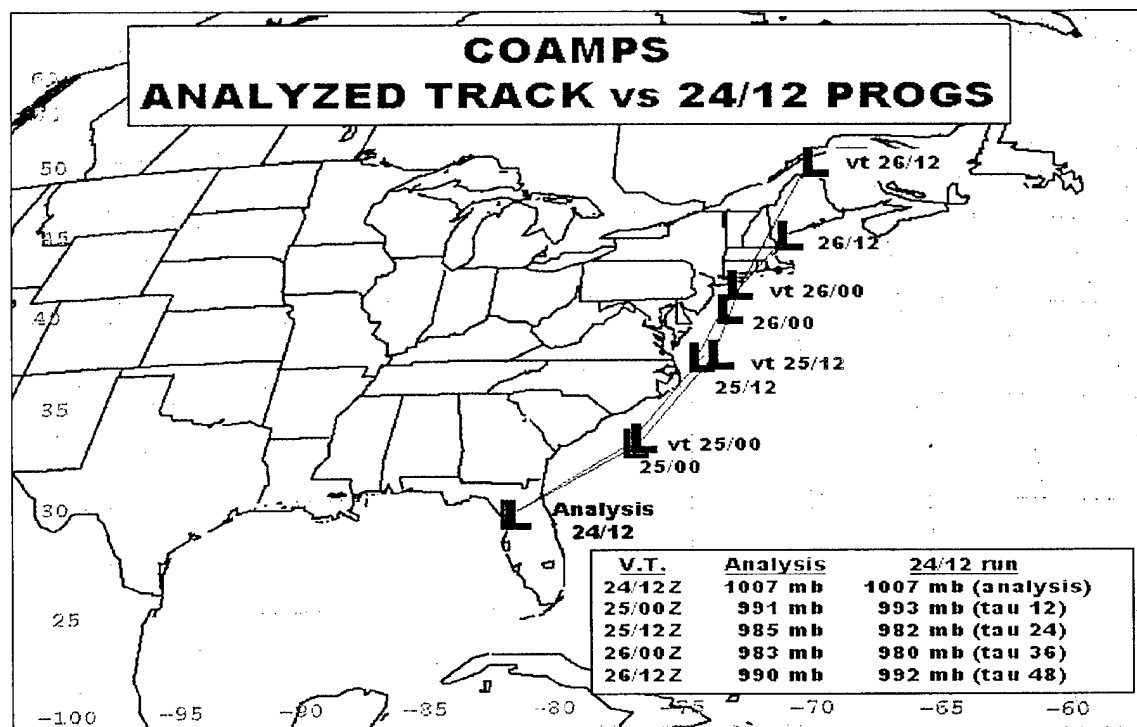 COAMPS
ANALYZED TRACK vs 24/12 PROGS
50
L vt 26/12
45
L 26/12
L vt 26/00
40
L 26/00
L L vt 25/12
25/12
35
L L vt 25/00
25/00
30
L Analysis
24/12
25
V.T. Analysis 24/12 run
24/12Z 1007 mb 1007 mb (analysis)
25/00Z 991 mb 993 mb (tau 12)
25/12Z 985 mb 982 mb (tau 24)
26/00Z 983 mb 980 mb (tau 36)
26/12Z 990 mb 992 mb (tau 48)
-100 -95 -90 -85 -80 -75 -70 -65 -60